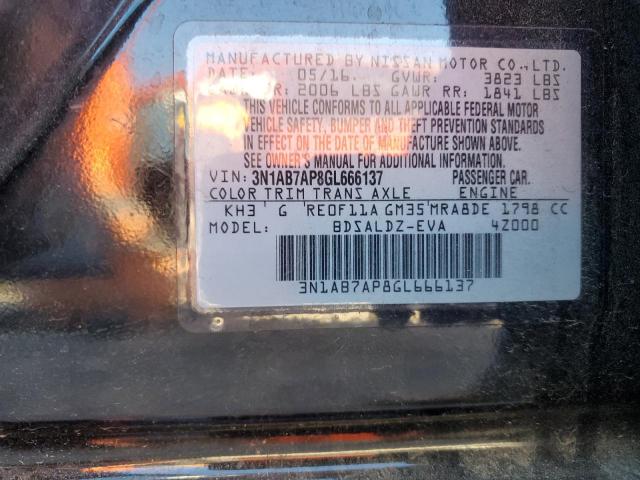 MANUFACTURED BY NISSAN MOTOR CO.,LTD.
DATE: 05/16 GVWR: 3823 LBS
FR: 2006 LBS GAWR RR: 1841 LBS
THIS VEHICLE CONFORMS TO ALL APPLICABLE FEDERAL MOTOR
VEHICLE SAFETY, BUMPER AND THEFT PREVENTION STANDARDS
IN EFFECT ON THE DATE OF MANUFACTURE SHOWN ABOVE.
SEE OWNER'S MANUAL FOR ADDITIONAL INFORMATION.
VIN: 3N1AB7AP8GL666137 PASSENGER CAR.
COLOR TRIM TRANS AXLE ENGINE
KH3 G RE0F11A GM35 MRA8DE 1798 CC
MODEL: BDSALDZ-EVA 4Z000
3N1AB7AP8GL666137